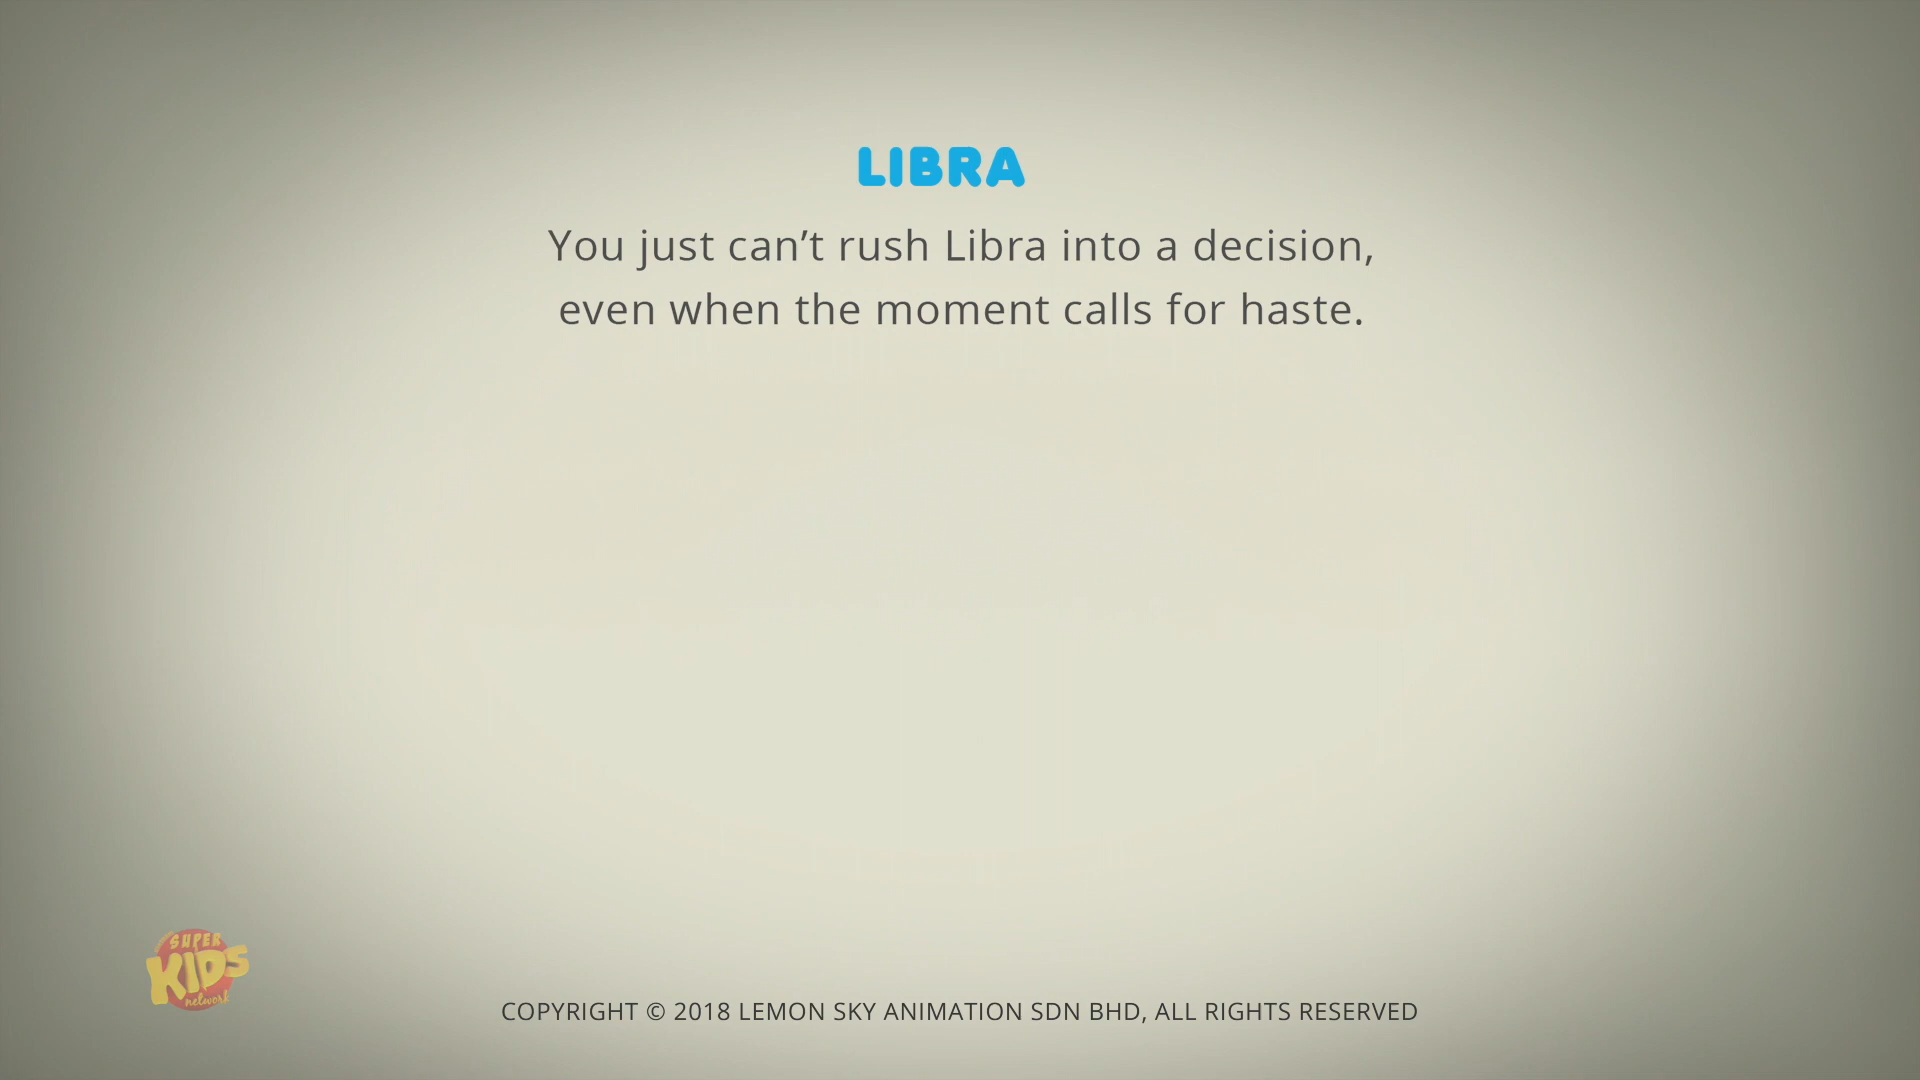 LIBRA
You just can’t rush Libra into a decision,
even when the moment calls for haste.
SUPER
KIDS
network
COPYRIGHT © 2018 LEMON SKY ANIMATION SDN BHD, ALL RIGHTS RESERVED